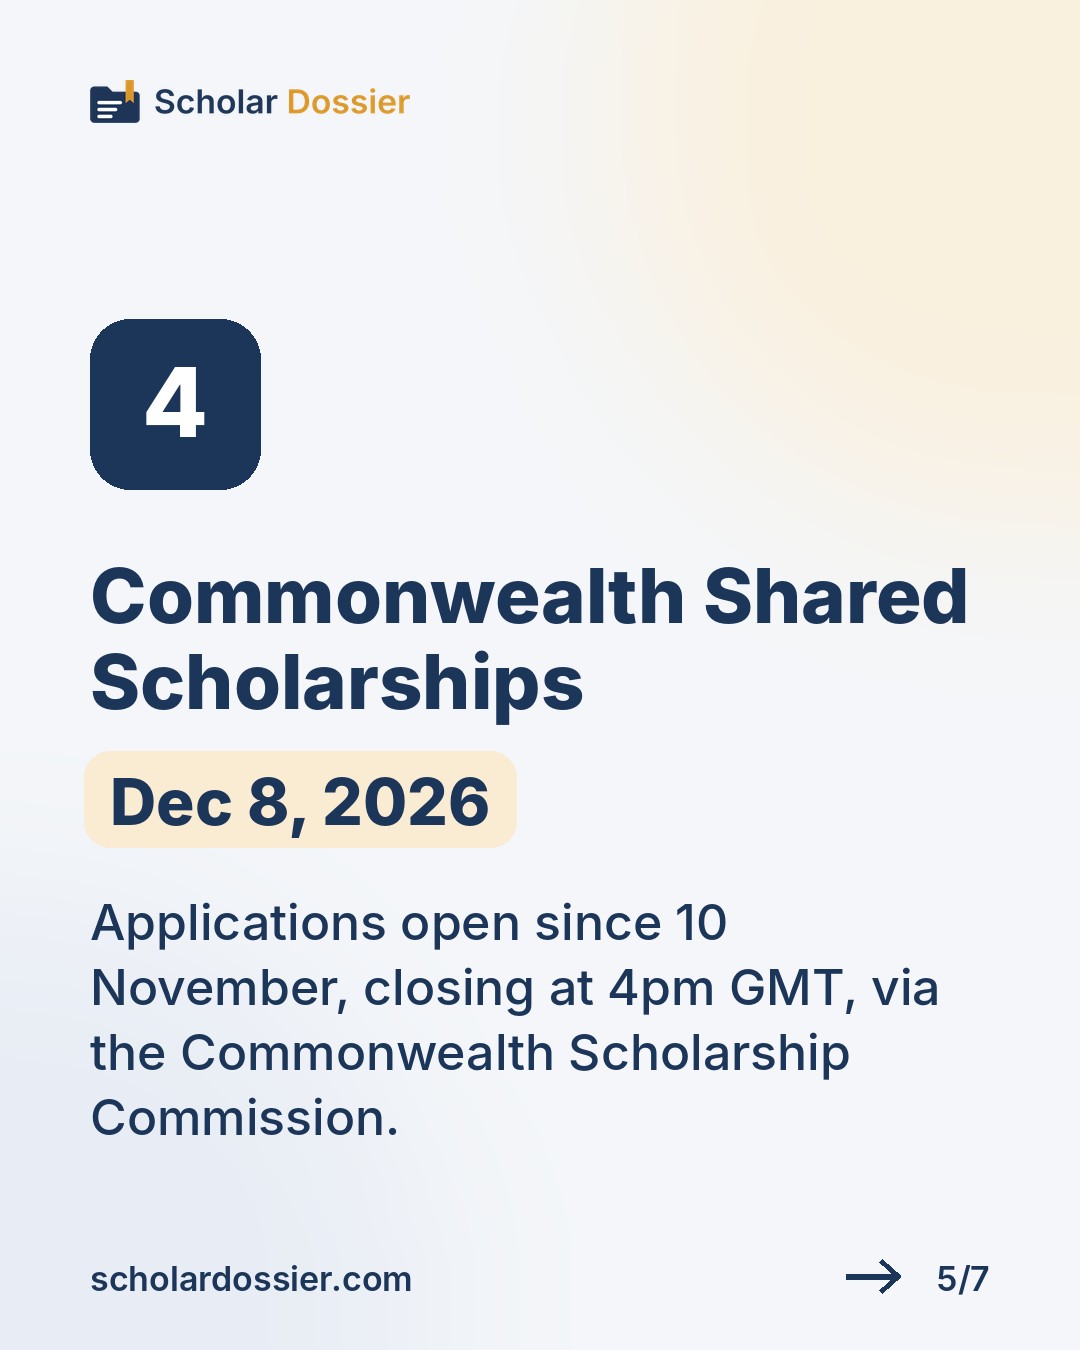 Scholar Dossier
4
Commonwealth Shared
Scholarships
Dec 8, 2026
Applications open since 10
November, closing at 4pm GMT, via
the Commonwealth Scholarship
Commission.
scholardossier.com
5/7